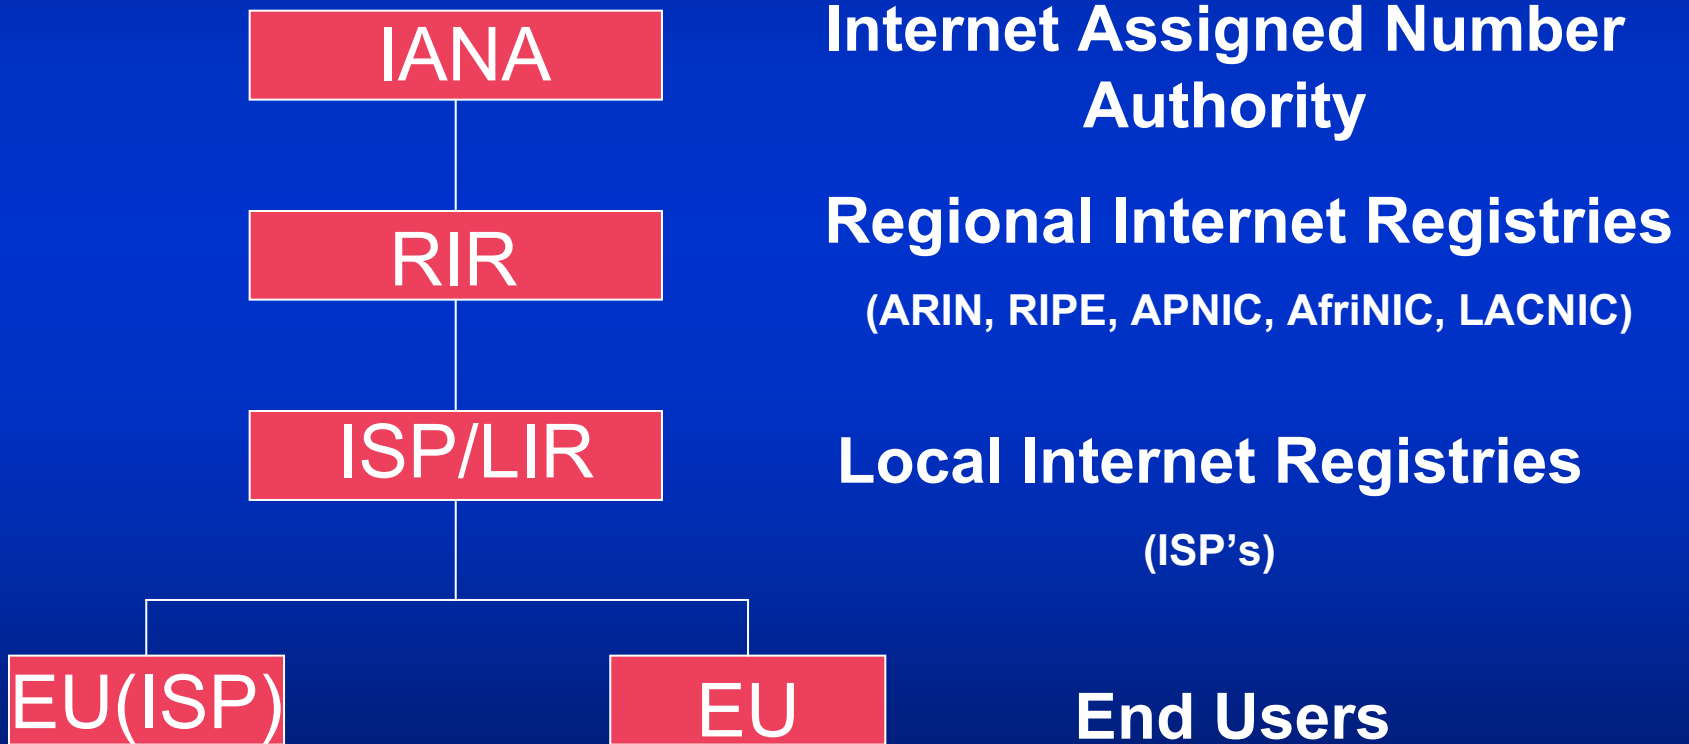 IANA
Internet Assigned Number
Authority
RIR
Regional Internet Registries
(ARIN, RIPE, APNIC, AfriNIC, LACNIC)
ISP/LIR
Local Internet Registries
(ISP’s)
EU(ISP)
EU
End Users